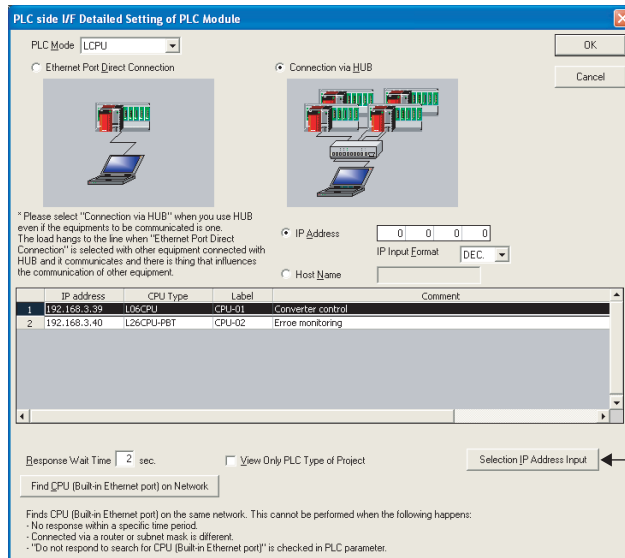 PLC side I/F Detailed Setting of PLC Module
PLC Mode LCPU
OK
Ethernet Port Direct Connection
Connection via HUB
Cancel
* Please select "Connection via HUB" when you use HUB
even if the equipments to be communicated is one.
The load hangs to the line when "Ethernet Port Direct
Connection" is selected with other equipment connected with
HUB and it communicates and there is thing that influences
the communication of other equipment.
IP Address 0 0 0 0
IP Input Format DEC.
Host Name
IP address CPU Type Label Comment
1 192.168.3.39 L06CPU CPU-01 Converter control
2 192.168.3.40 L26CPU-PBT CPU-02 Erroe monitoring
Response Wait Time 2 sec.
View Only PLC Type of Project
Selection IP Address Input
Find CPU (Built-in Ethernet port) on Network
Finds CPU (Built-in Ethernet port) on the same network. This cannot be performed when the following happens:
- No response within a specific time period.
- Connected via a router or subnet mask is different.
- "Do not respond to search for CPU (Built-in Ethernet port)" is checked in PLC parameter.